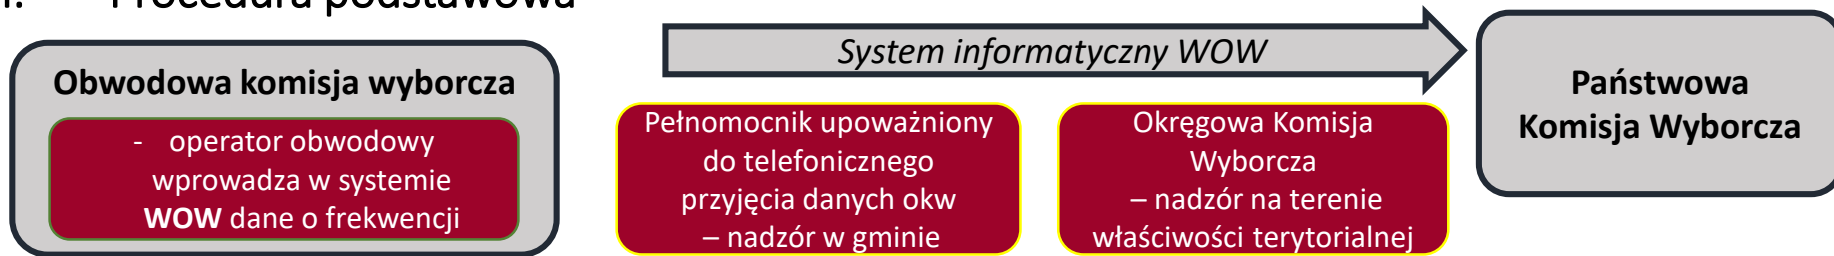 Procedura podstawowa
Obwodowa komisja wyborcza
- operator obwodowy
wprowadza w systemie
WOW dane o frekwencji
System informatyczny WOW
Pełnomocnik upoważniony
do telefonicznego
przyjęcia danych okw
– nadzór w gminie
Okręgowa Komisja
Wyborcza
– nadzór na terenie
właściwości terytorialnej
Państwowa
Komisja Wyborcza